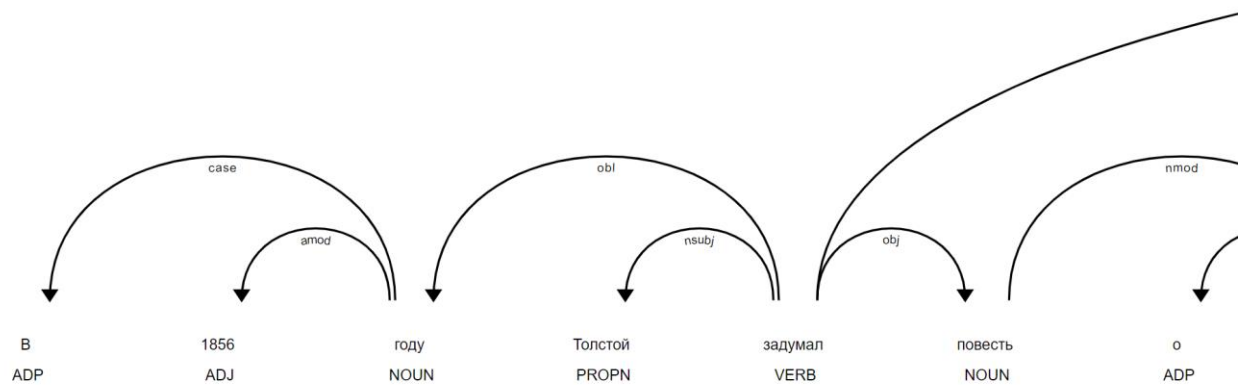 case obl nmod
amod nsubj obj
В 1856 году Толстой задумал повесть о
ADP ADJ NOUN PROPN VERB NOUN ADP